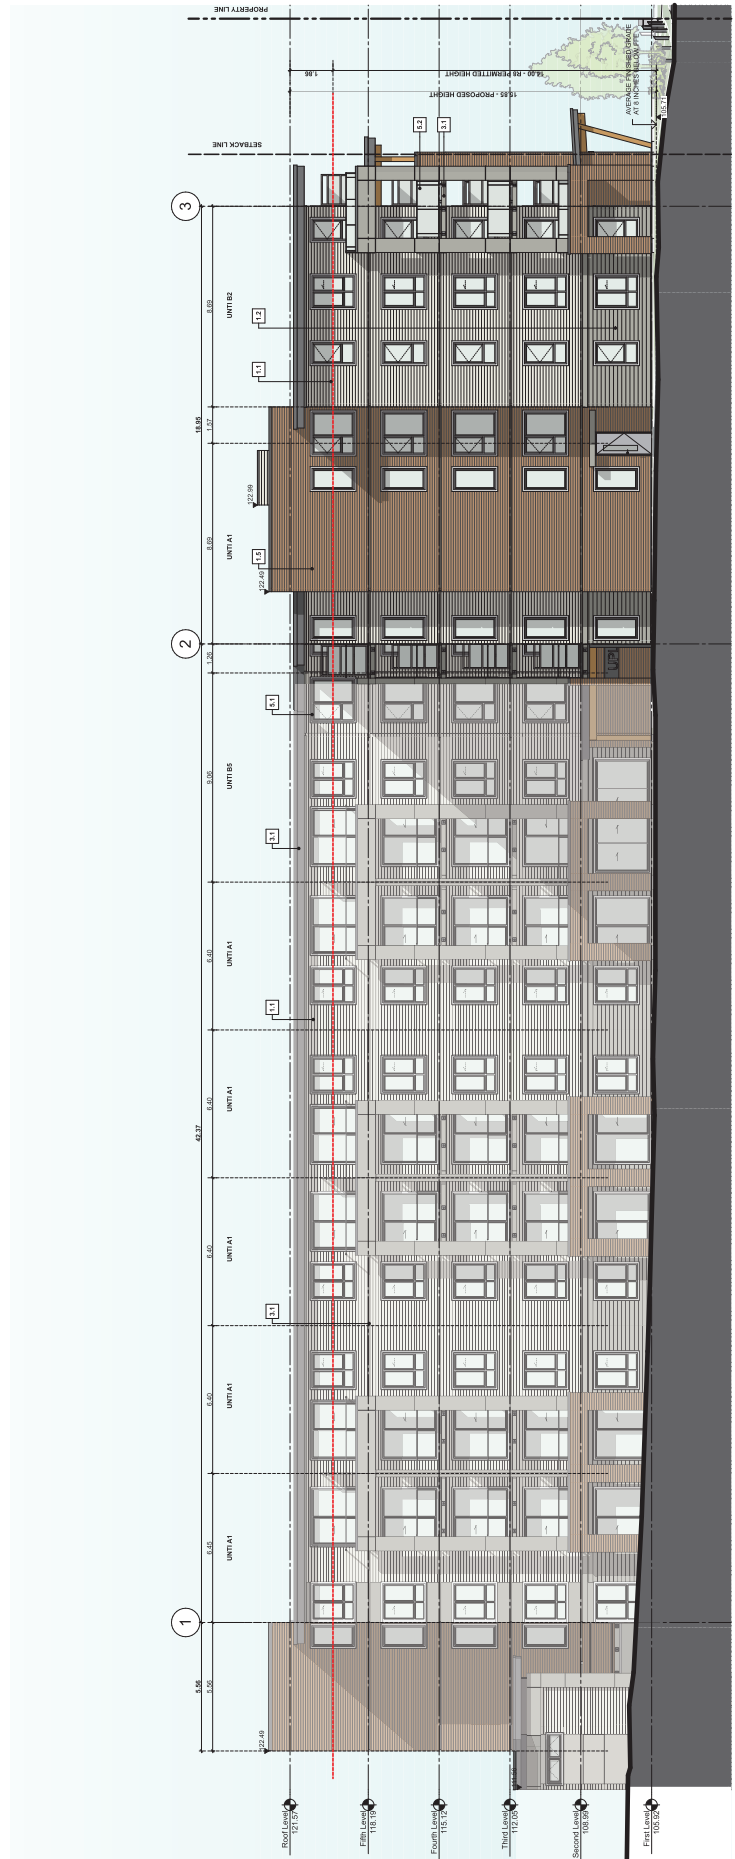 PROPERTY LINE
SETBACK LINE
1.86
14.00 - R5 PERMITTED HEIGHT
15.85 - PROPOSED HEIGHT
AVERAGE FINISHED GRADE
AT 8 INCHES BELOW FFE
105.71
5.2
3.1
3
8.69
UNTI B2
1.2
1.1
18.95
1.57
122.99
8.69
UNTI A1
1.5
122.49
2
1.36
5.1
9.06
UNTI B5
3.1
6.40
UNTI A1
1.1
42.37
6.40
UNTI A1
6.40
UNTI A1
3.1
6.40
UNTI A1
6.45
UNTI A1
1
5.56
5.56
122.49
Roof Level
121.57
Fifth Level
118.19
Fourth Level
115.12
Third Level
112.05
Second Level
108.99
First Level
105.92